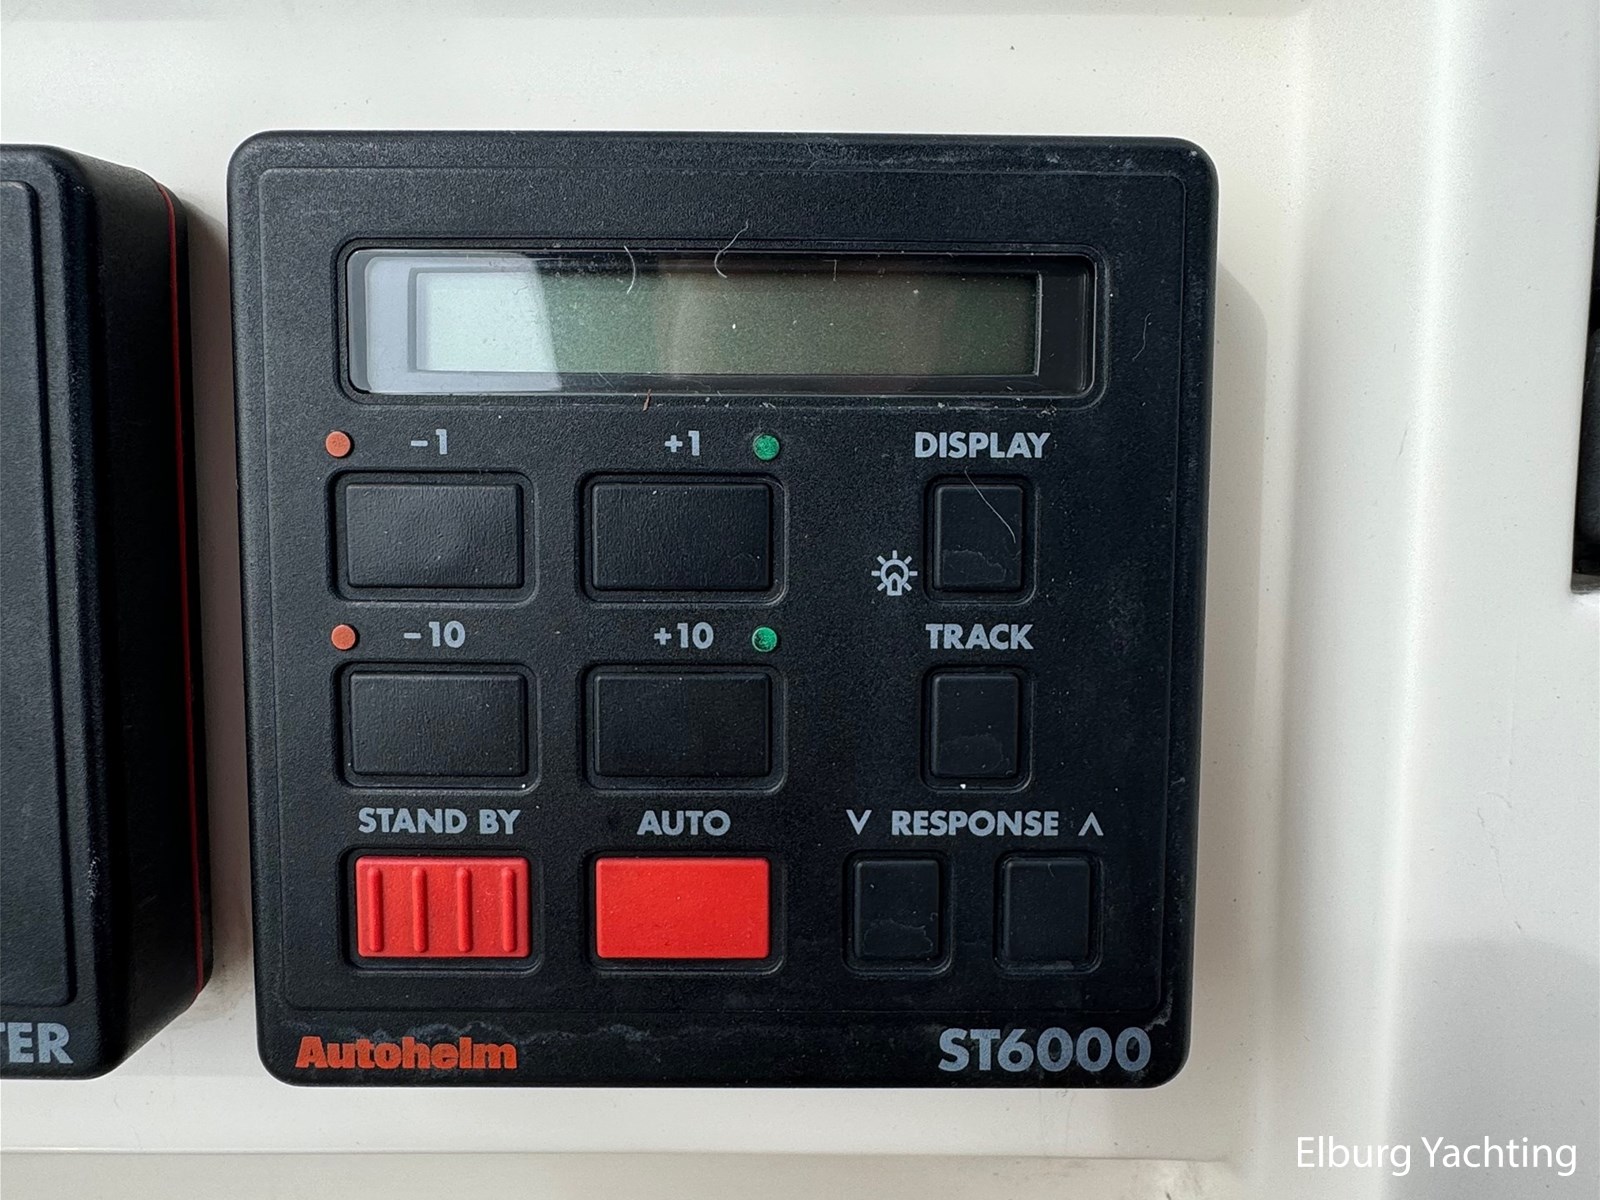 -1 +1 DISPLAY
-10 +10 TRACK
STAND BY AUTO V RESPONSE Λ
TER
Autohelm ST6000
Elburg Yachting